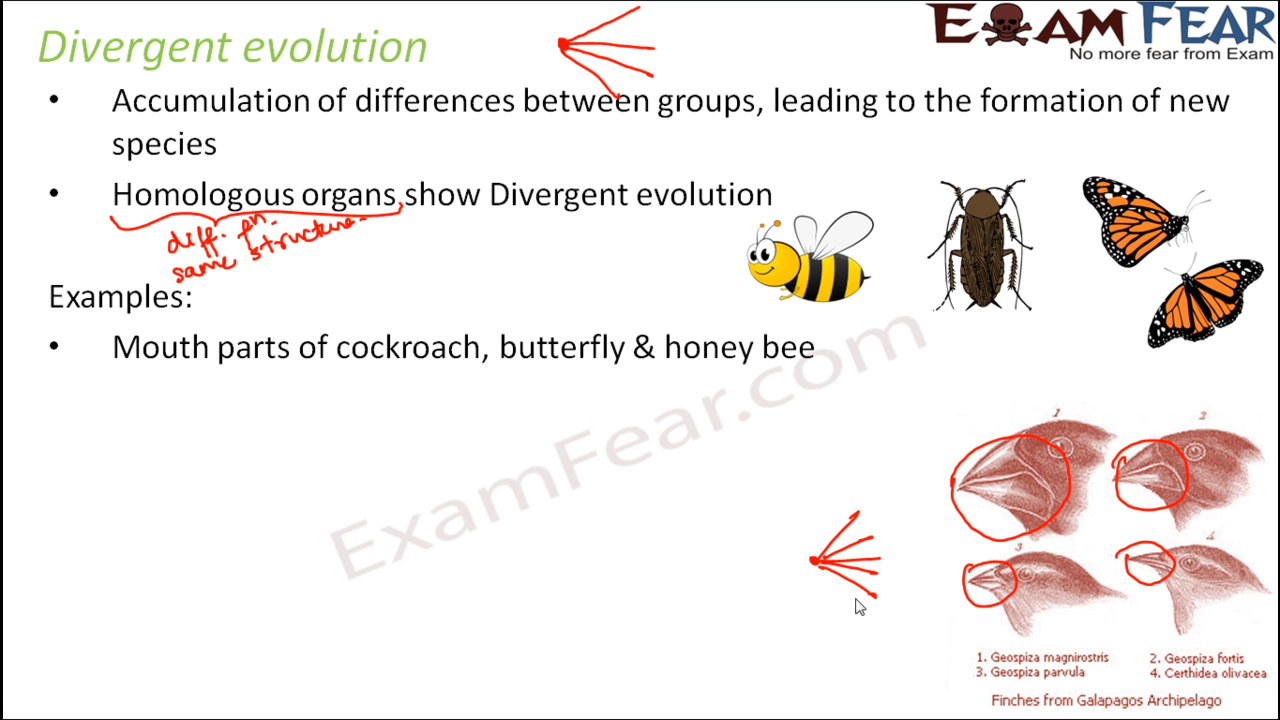 Divergent evolution
EXAM FEAR
No more fear from Exam
• Accumulation of differences between groups, leading to the formation of new
species
• Homologous organs show Divergent evolution
diff. fn.
same structure
Examples:
• Mouth parts of cockroach, butterfly & honey bee
ExamFear.com
1
2
3
4
1. Geospiza magnirostris
2. Geospiza fortis
3. Geospiza parvula
4. Certhidea olivacea
Finches from Galapagos Archipelago